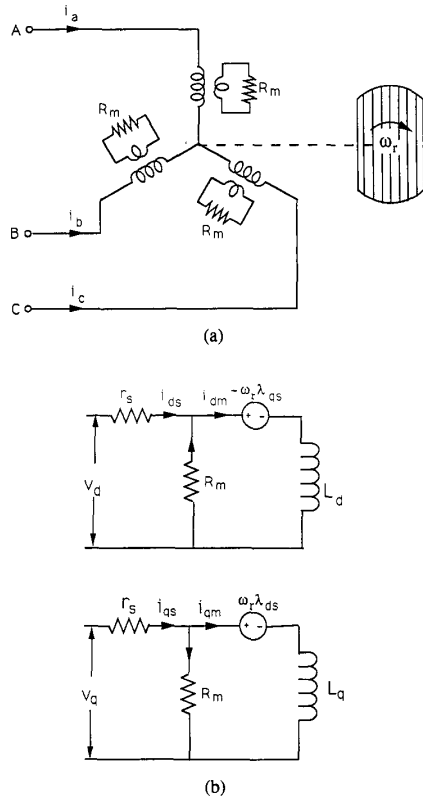 A
i_a
R_m
R_m
ω_r
B
i_b
R_m
C
i_c
(a)
r_s i_ds i_dm -ω_r λ_qs
+ -
V_d
R_m
L_d
r_s i_qs i_qm ω_r λ_ds
+ -
V_q
R_m
L_q
(b)